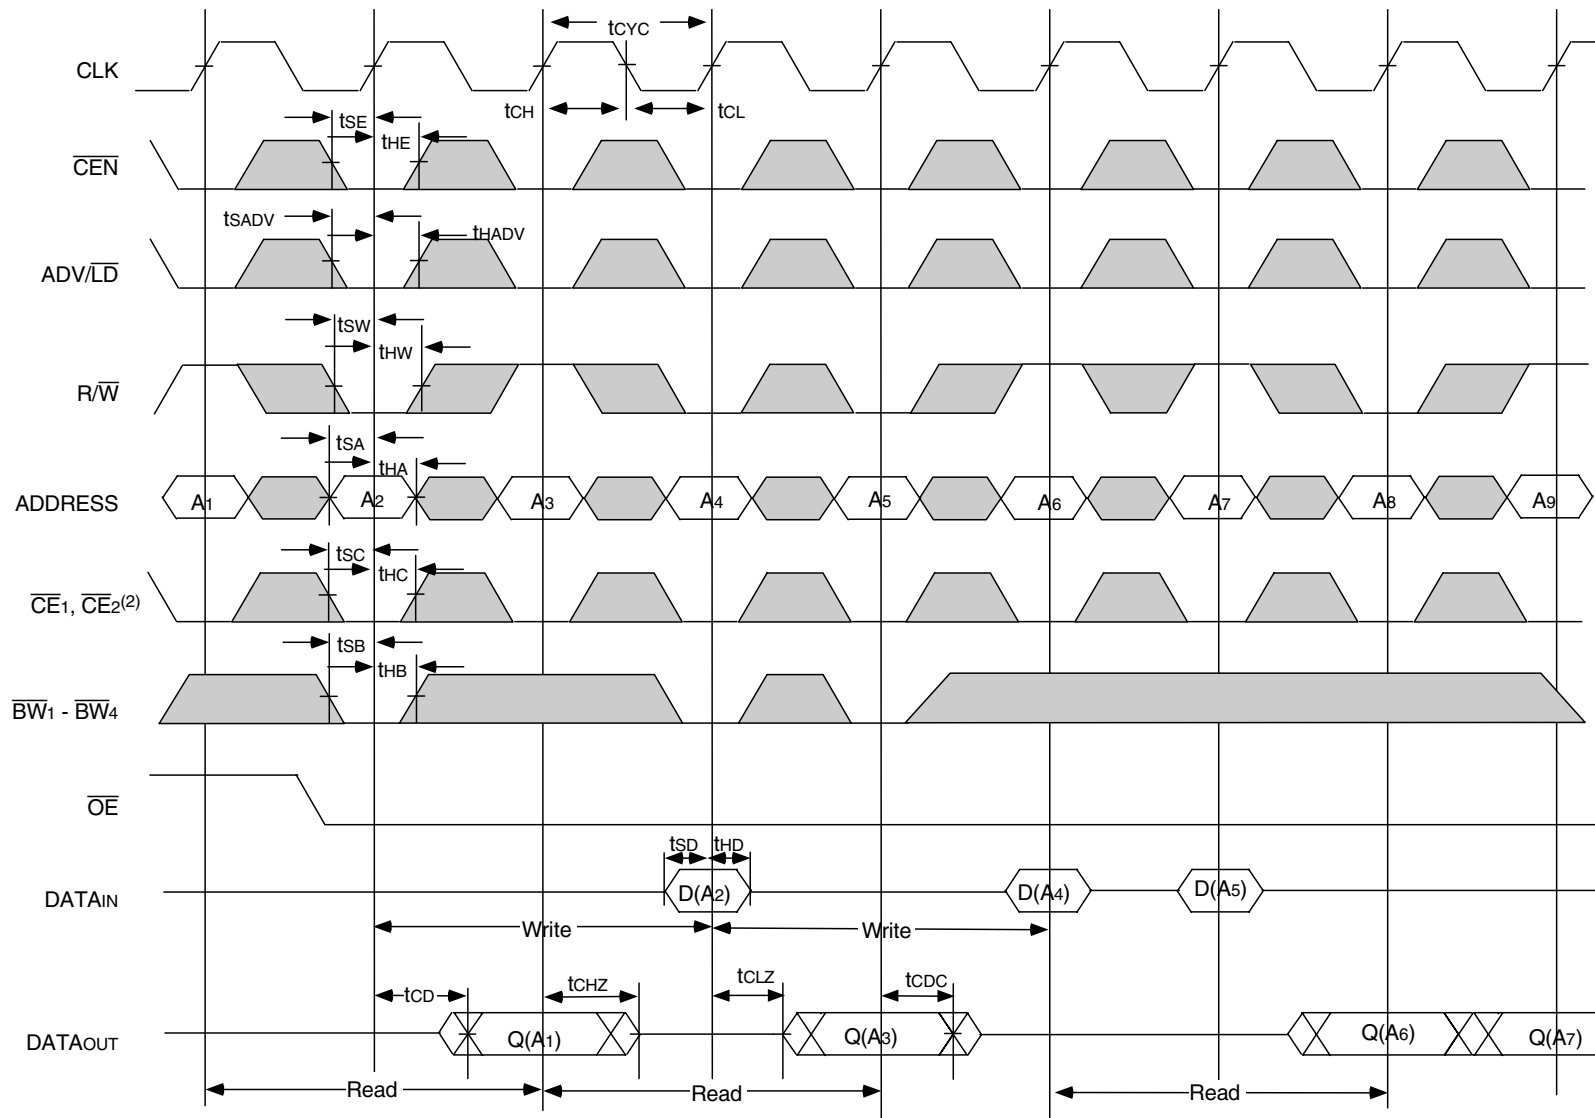 tCYC
CLK
tCH
tCL
tSE
tHE
CEN
tSADV
tHADV
ADV/LD
tSW
tHW
R/W
tSA
tHA
ADDRESS
A1 A2 A3 A4 A5 A6 A7 A8 A9
tSC
tHC
CE1, CE2(2)
tSB
tHB
BW1 - BW4
OE
tSD tHD
DATAIN
D(A2) D(A4) D(A5)
Write Write
tCD tCHZ tCLZ tCDC
DATAOUT
Q(A1) Q(A3) Q(A6) Q(A7)
Read Read Read